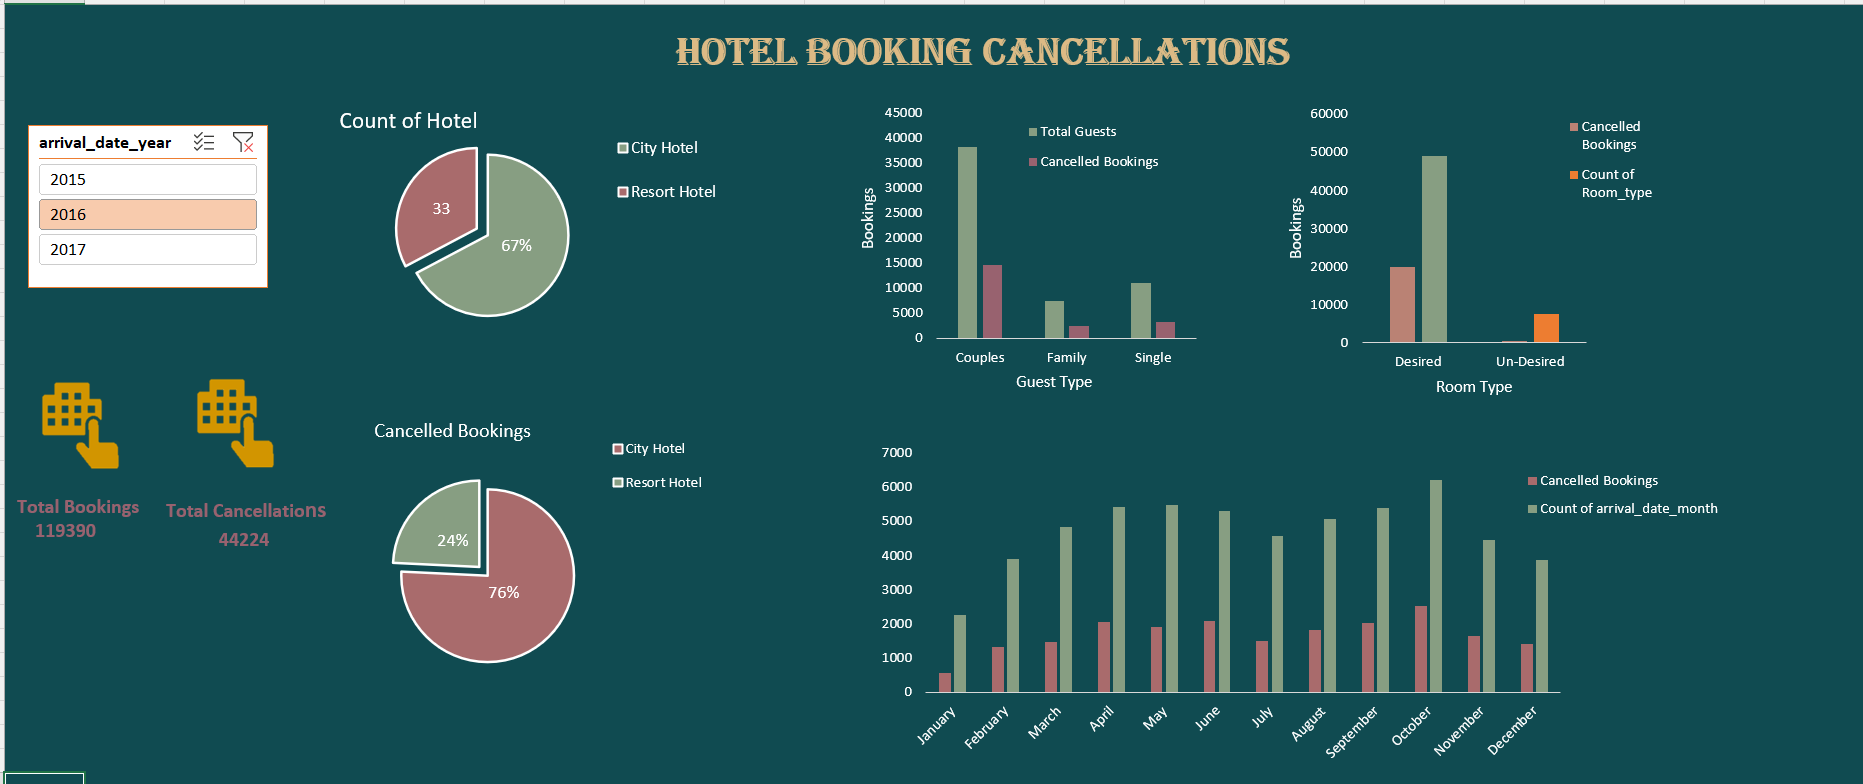 HOTEL BOOKING CANCELLATIONS
arrival_date_year
2015
2016
2017
Count of Hotel
33
67%
City Hotel
Resort Hotel
45000
40000
35000
30000
25000
20000
15000
10000
5000
0
Bookings
Total Guests
Cancelled Bookings
Couples
Family
Single
Guest Type
60000
50000
40000
30000
20000
10000
0
Bookings
Cancelled
Bookings
Count of
Room_type
Desired
Un-Desired
Room Type
Total Bookings
119390
Total Cancellations
44224
Cancelled Bookings
24%
76%
City Hotel
Resort Hotel
7000
6000
5000
4000
3000
2000
1000
0
Cancelled Bookings
Count of arrival_date_month
January
February
March
April
May
June
July
August
September
October
November
December